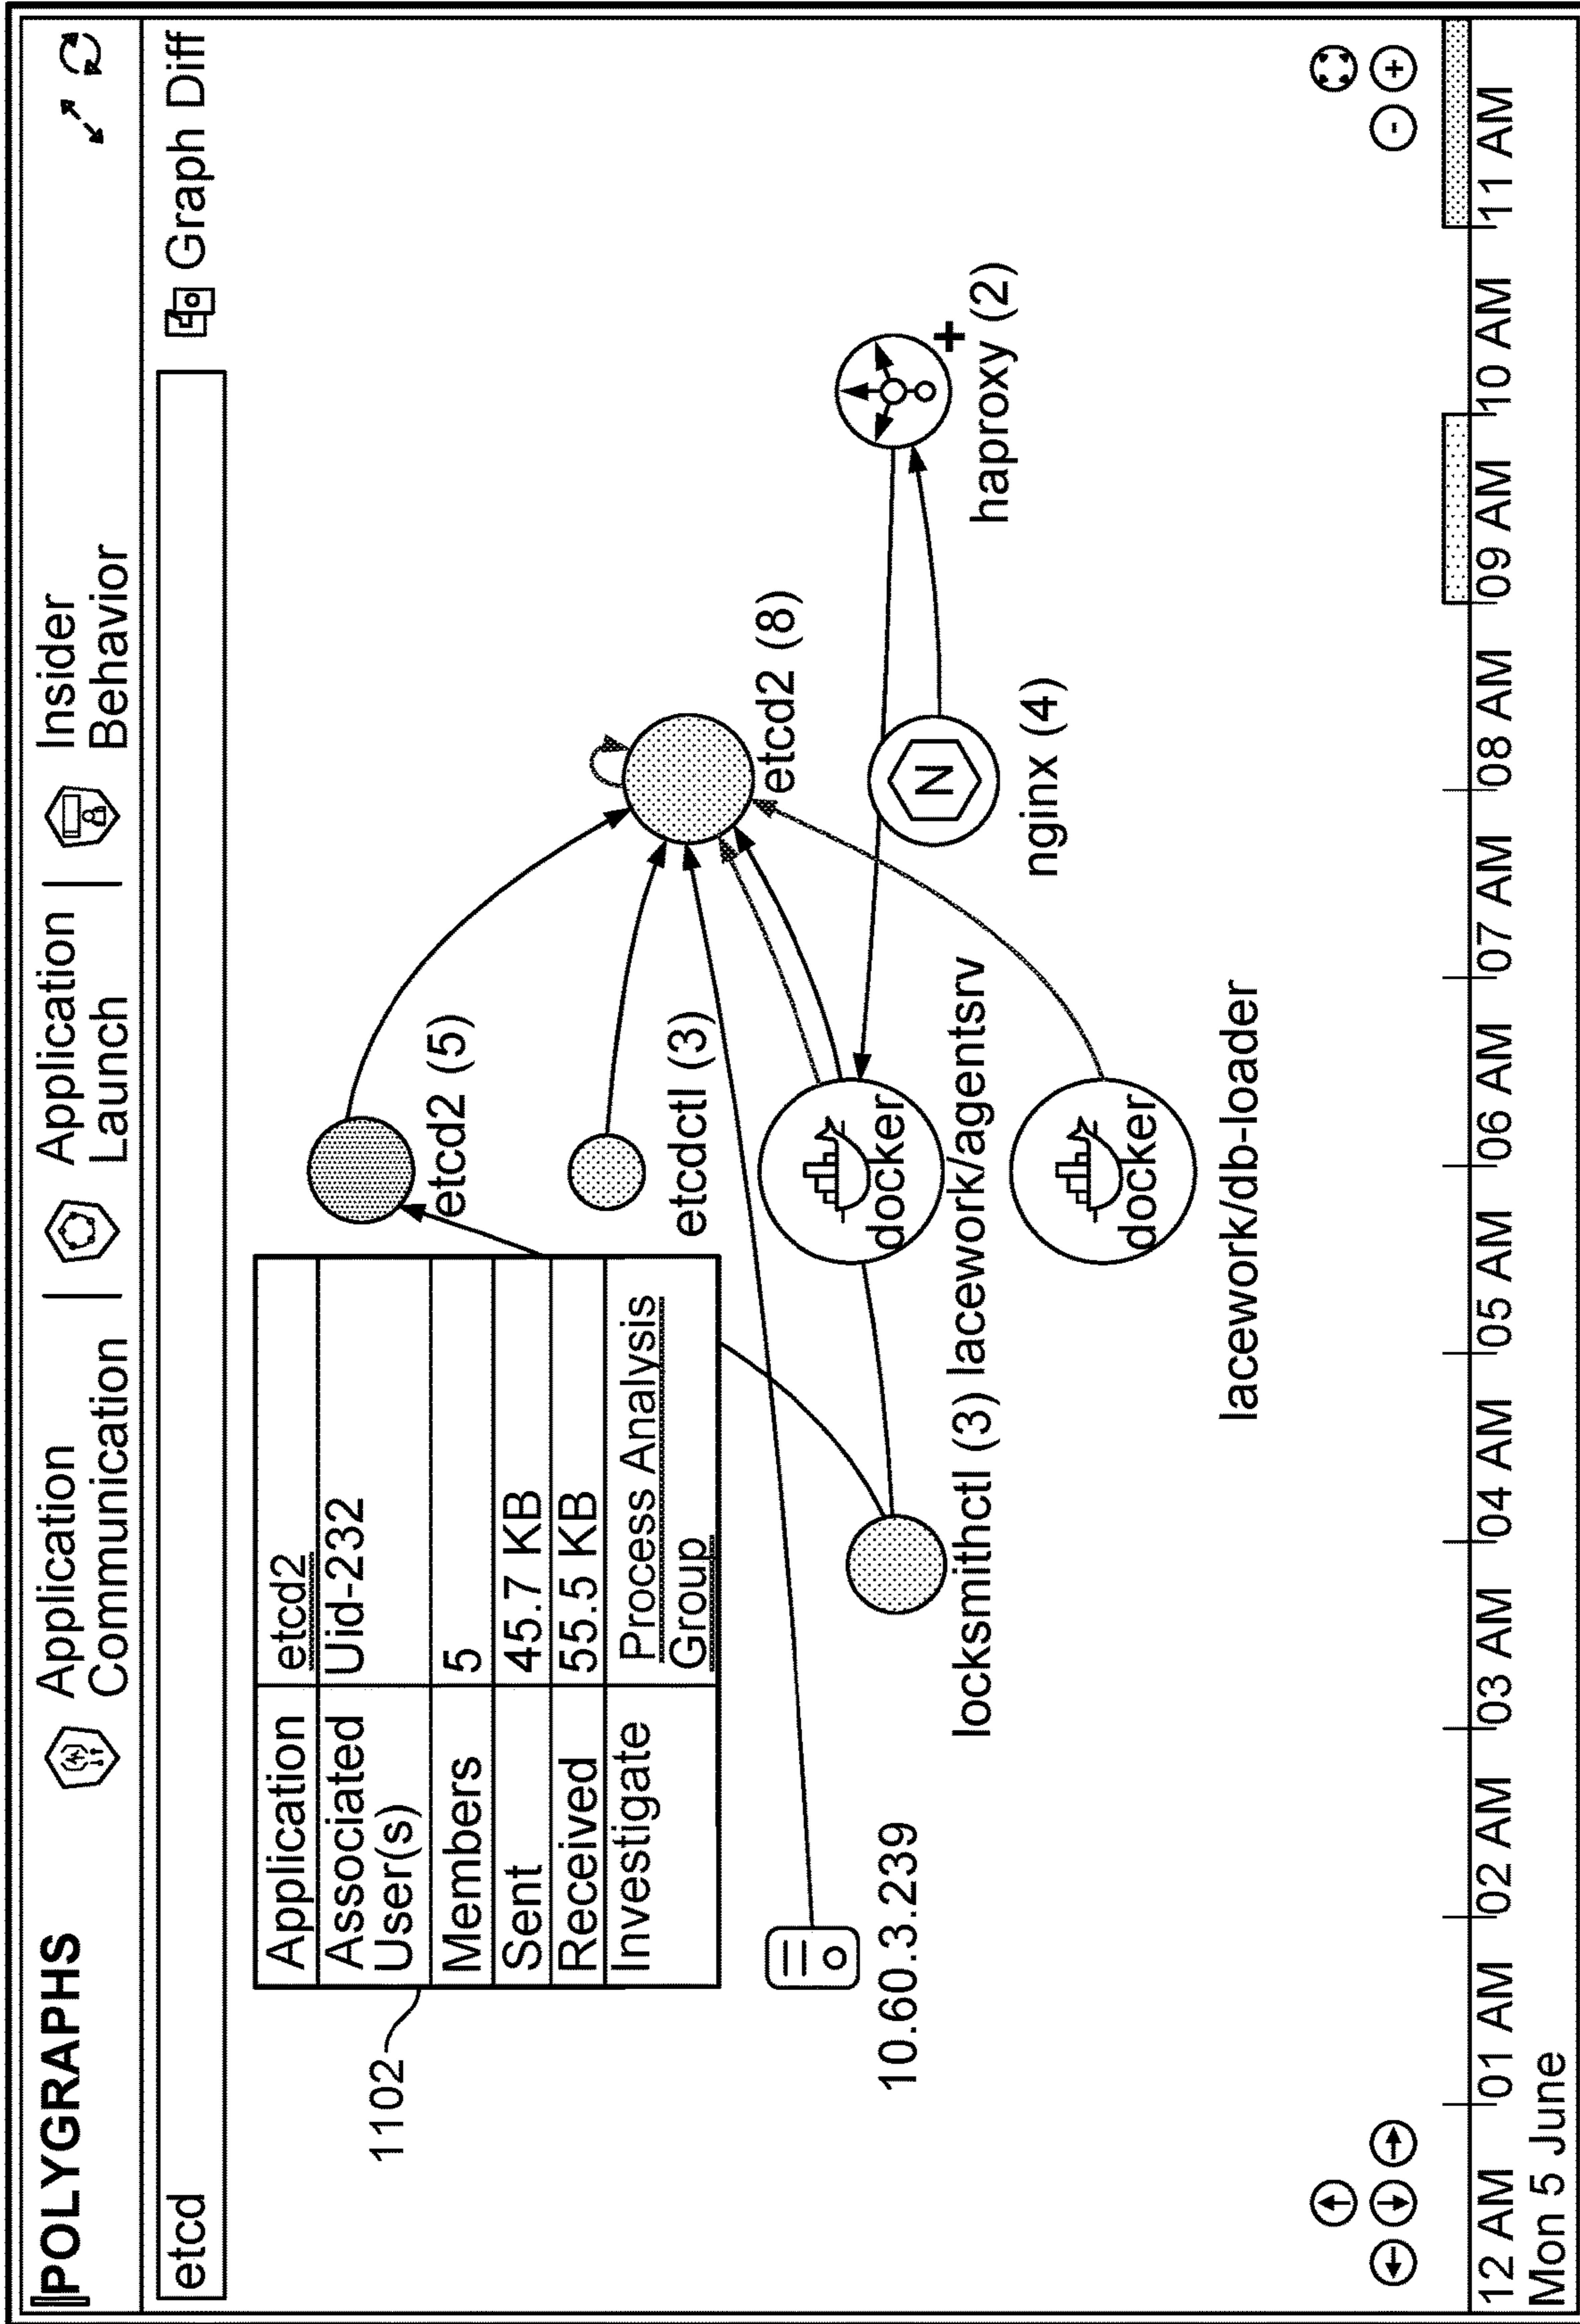 POLYGRAPHS
Application
Communication
Application
Launch
Insider
Behavior
etcd
Graph Diff
Application etcd2
Associated Uid-232
User(s)
Members 5
Sent 45.7 KB
Received 55.5 KB
Investigate Process Analysis
Group
1102
etcd2 (5)
etcd2 (8)
etcdctl (3)
docker
N
haproxy (2)
+
10.60.3.239
locksmithctl (3)
lacework/agentsrv
nginx (4)
docker
lacework/db-loader
- +
12 AM 01 AM 02 AM 03 AM 04 AM 05 AM 06 AM 07 AM 08 AM 09 AM 10 AM 11 AM
Mon 5 June